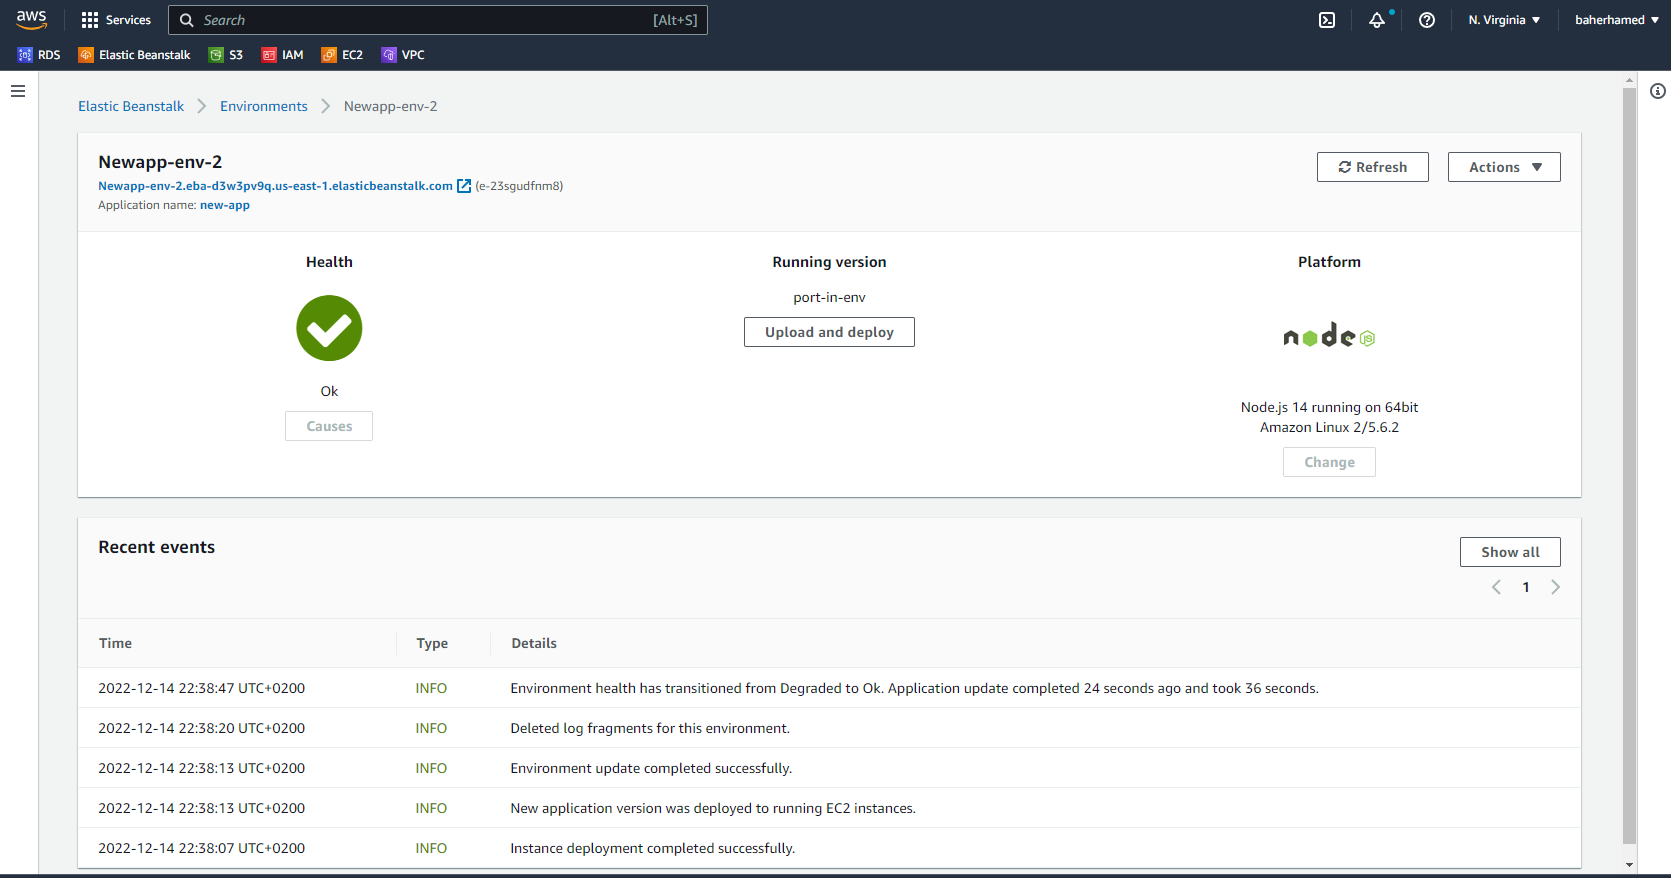 aws
Services
Search [Alt+S]
N. Virginia
baherhamed
RDS
Elastic Beanstalk
S3
IAM
EC2
VPC
Elastic Beanstalk
Environments
Newapp-env-2
Newapp-env-2
Newapp-env-2.eba-d3w3pv9q.us-east-1.elasticbeanstalk.com (e-23sgudfnm8)
Application name: new-app
Refresh
Actions
Health
Ok
Causes
Running version
port-in-env
Upload and deploy
Platform
node JS
Node.js 14 running on 64bit
Amazon Linux 2/5.6.2
Change
Recent events
Show all
1
Time Type Details
2022-12-14 22:38:47 UTC+0200 INFO Environment health has transitioned from Degraded to Ok. Application update completed 24 seconds ago and took 36 seconds.
2022-12-14 22:38:20 UTC+0200 INFO Deleted log fragments for this environment.
2022-12-14 22:38:13 UTC+0200 INFO Environment update completed successfully.
2022-12-14 22:38:13 UTC+0200 INFO New application version was deployed to running EC2 instances.
2022-12-14 22:38:07 UTC+0200 INFO Instance deployment completed successfully.